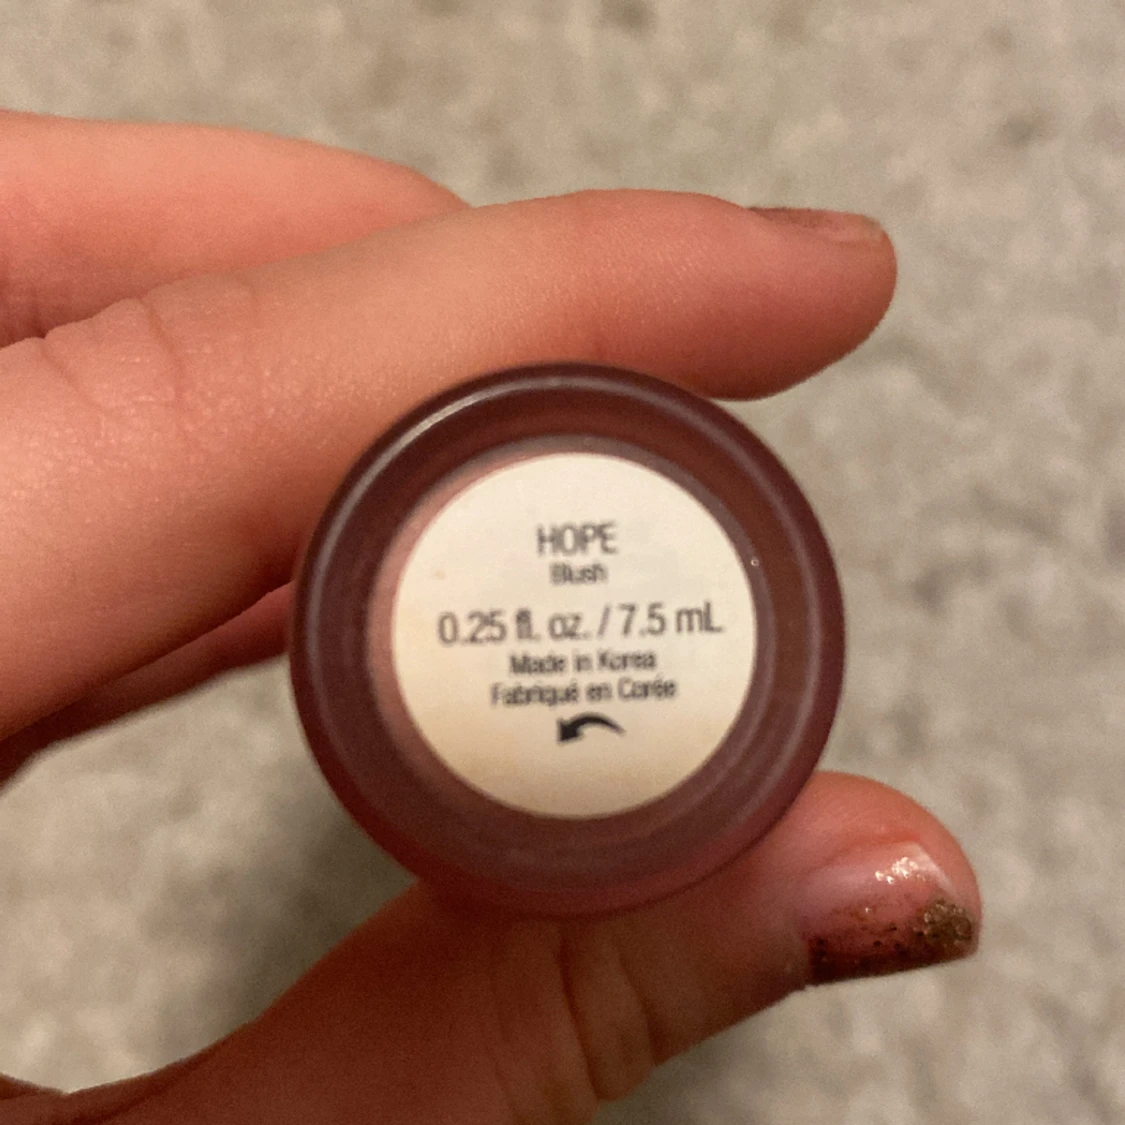 HOPE
Blush
0.25 fl. oz. / 7.5 mL
Made in Korea
Fabriqué en Corée